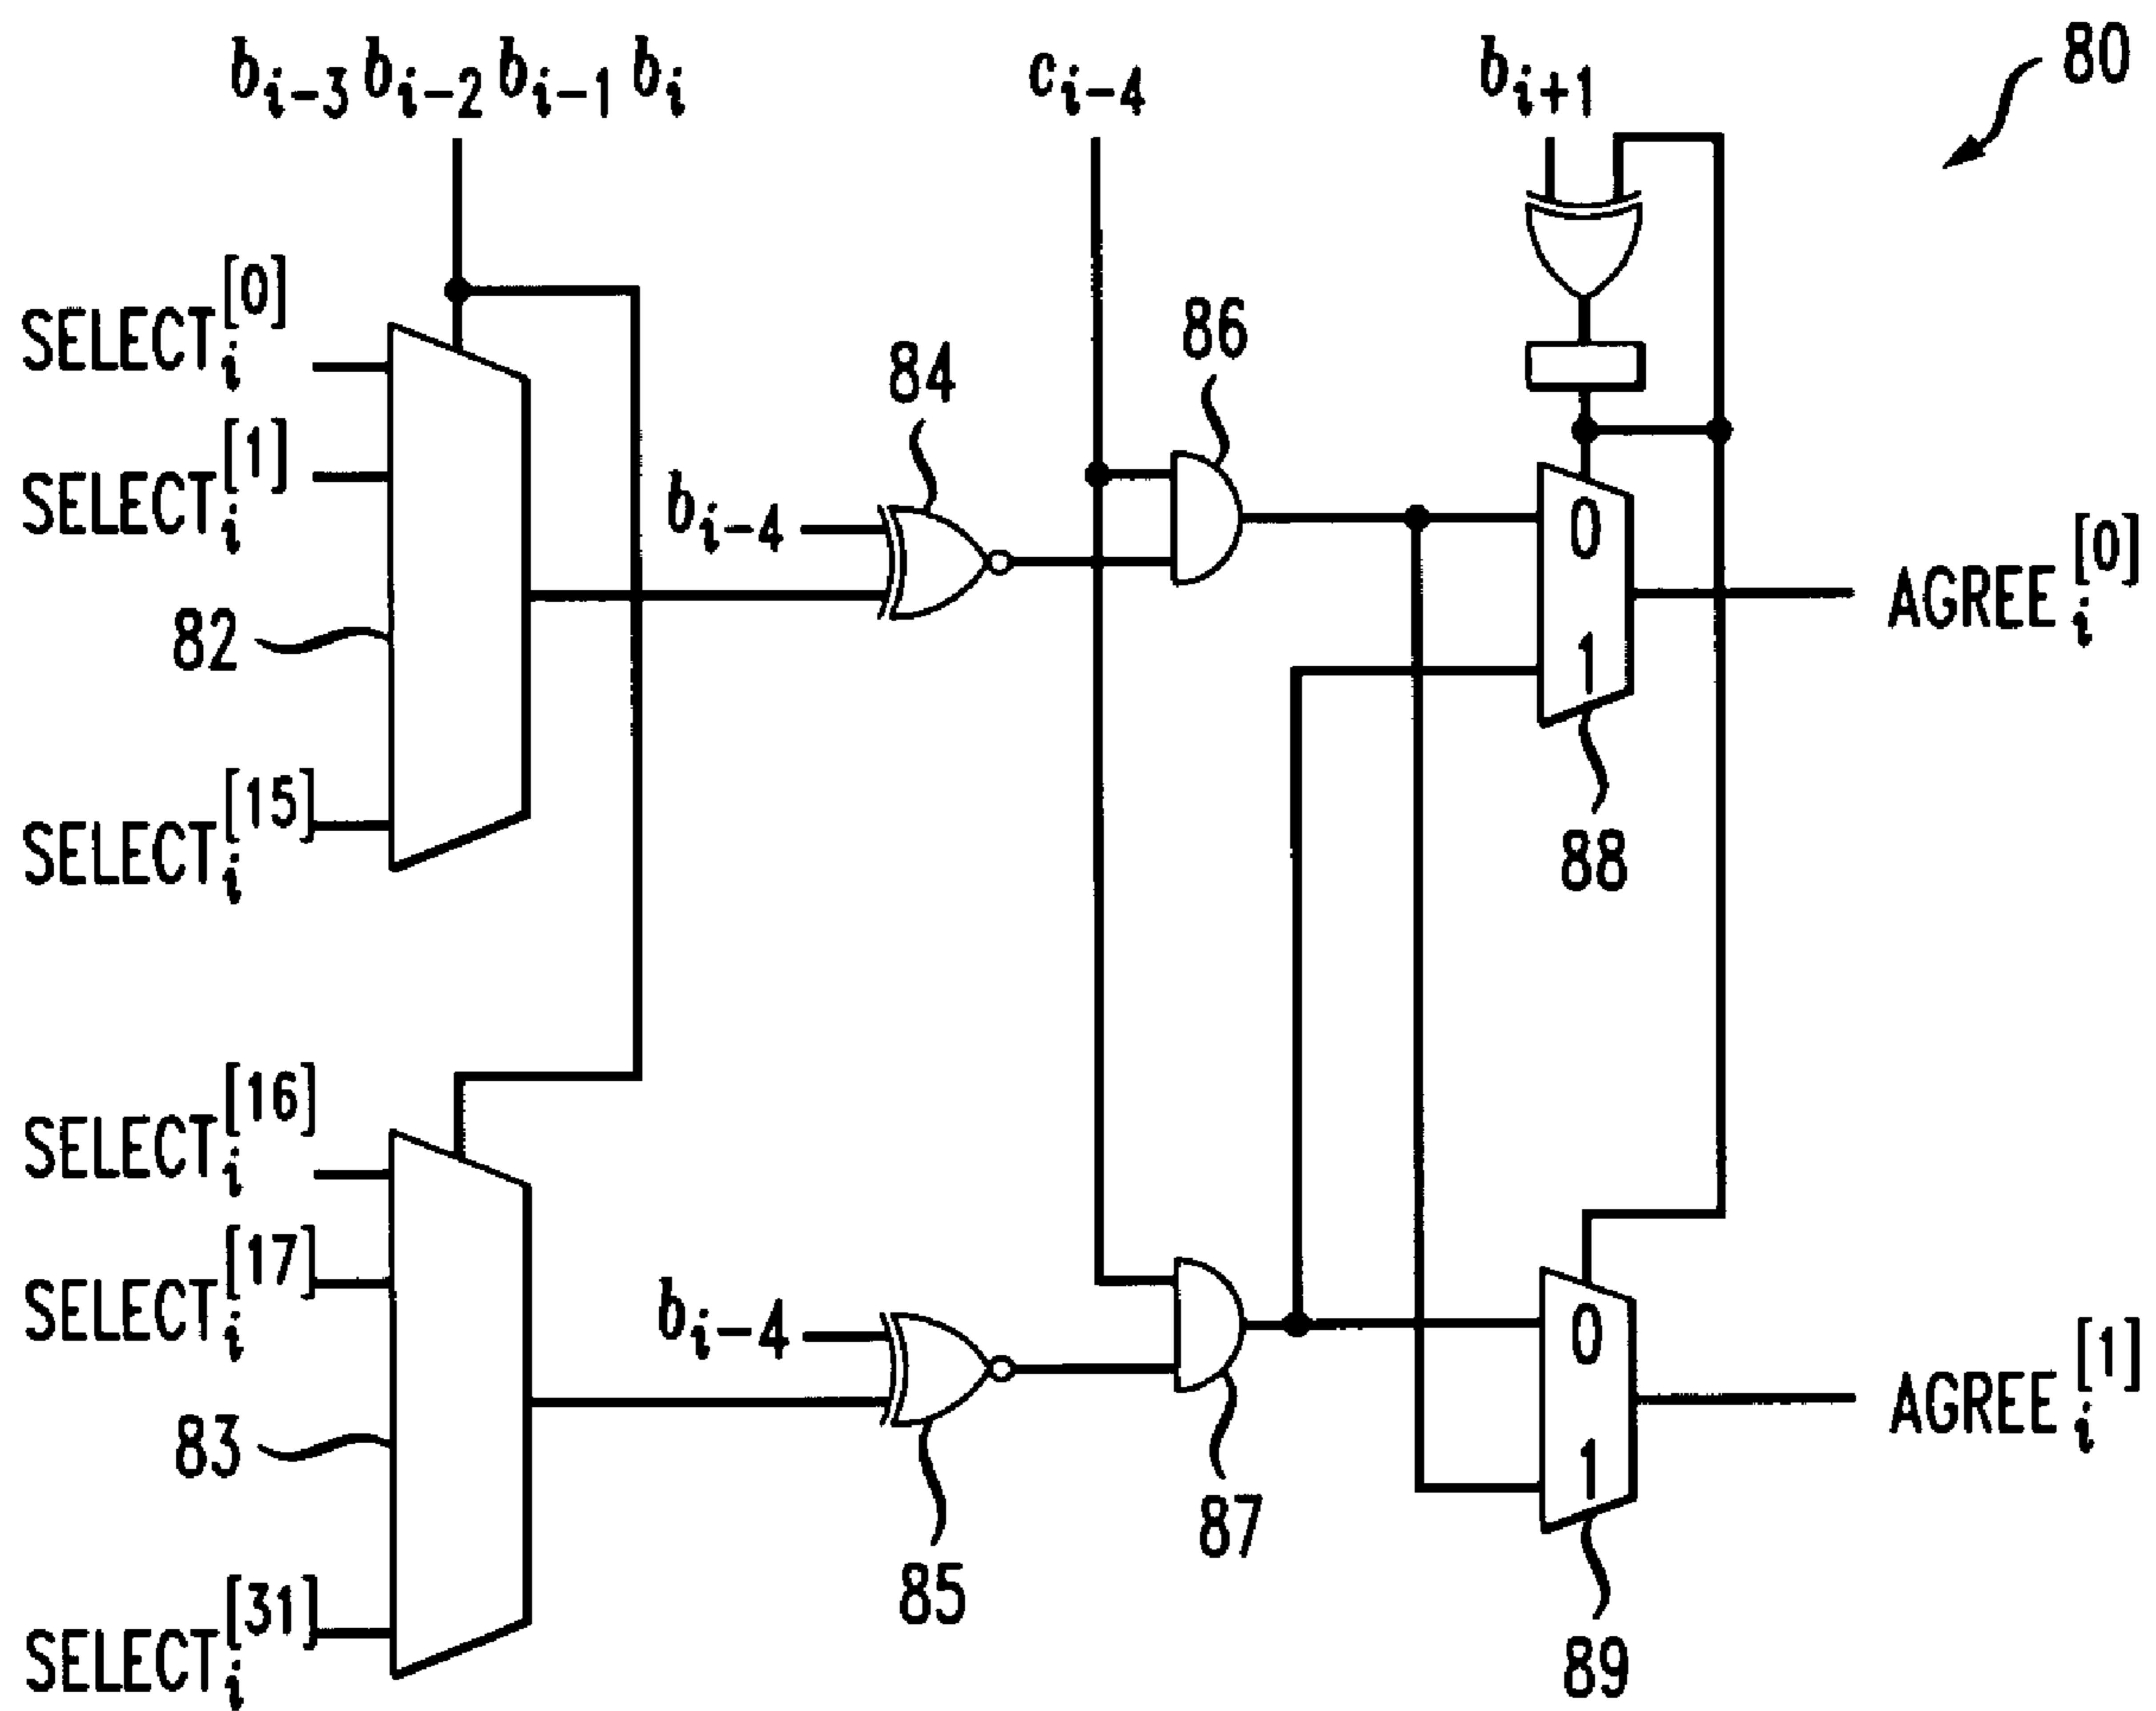 b_{i-3} b_{i-2} b_{i-1} b_i
c_{i-4}
b_{i+1}
80
SELECT_i^{[0]}
SELECT_i^{[1]}
82
SELECT_i^{[15]}
b_{i-4}
84
86
0
1
88
AGREE_i^{[0]}
SELECT_i^{[16]}
SELECT_i^{[17]}
83
SELECT_i^{[31]}
b_{i-4}
85
87
0
1
89
AGREE_i^{[1]}